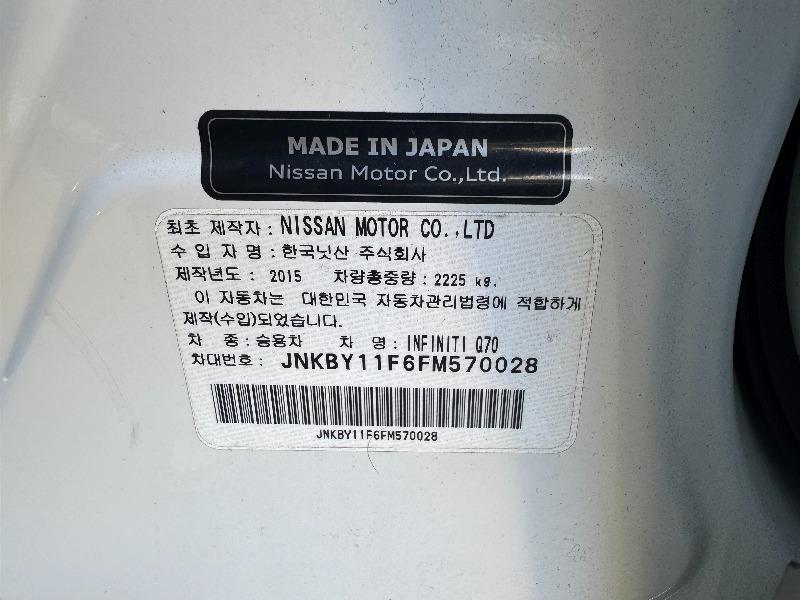 MADE IN JAPAN
Nissan Motor Co.,Ltd.
최초 제작자 : NISSAN MOTOR CO.,LTD
수 입 자 명 : 한국닛산 주식회사
제작년도 : 2015 차량총중량 : 2225 kg.
이 자동차는 대한민국 자동차관리법령에 적합하게
제작(수입)되었습니다.
차 종 : 승용차 차 명 : INFINITI Q70
차대번호 : JNKBY11F6FM570028
JNKBY11F6FM570028